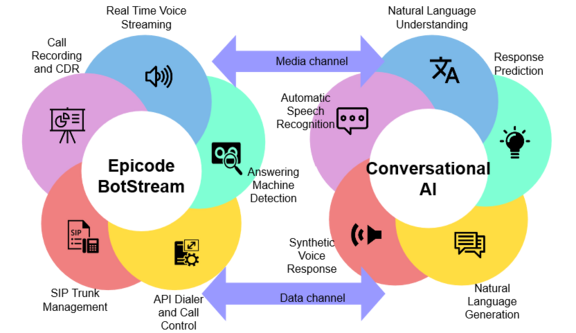 Real Time Voice
Streaming
Call
Recording
and CDR
Answering
Machine
Detection
Epicode
BotStream
SIP
SIP Trunk
Management
API Dialer
and Call
Control
Media channel
Data channel
Natural Language
Understanding
Response
Prediction
Automatic
Speech
Recognition
Conversational
AI
Synthetic
Voice
Response
Natural
Language
Generation